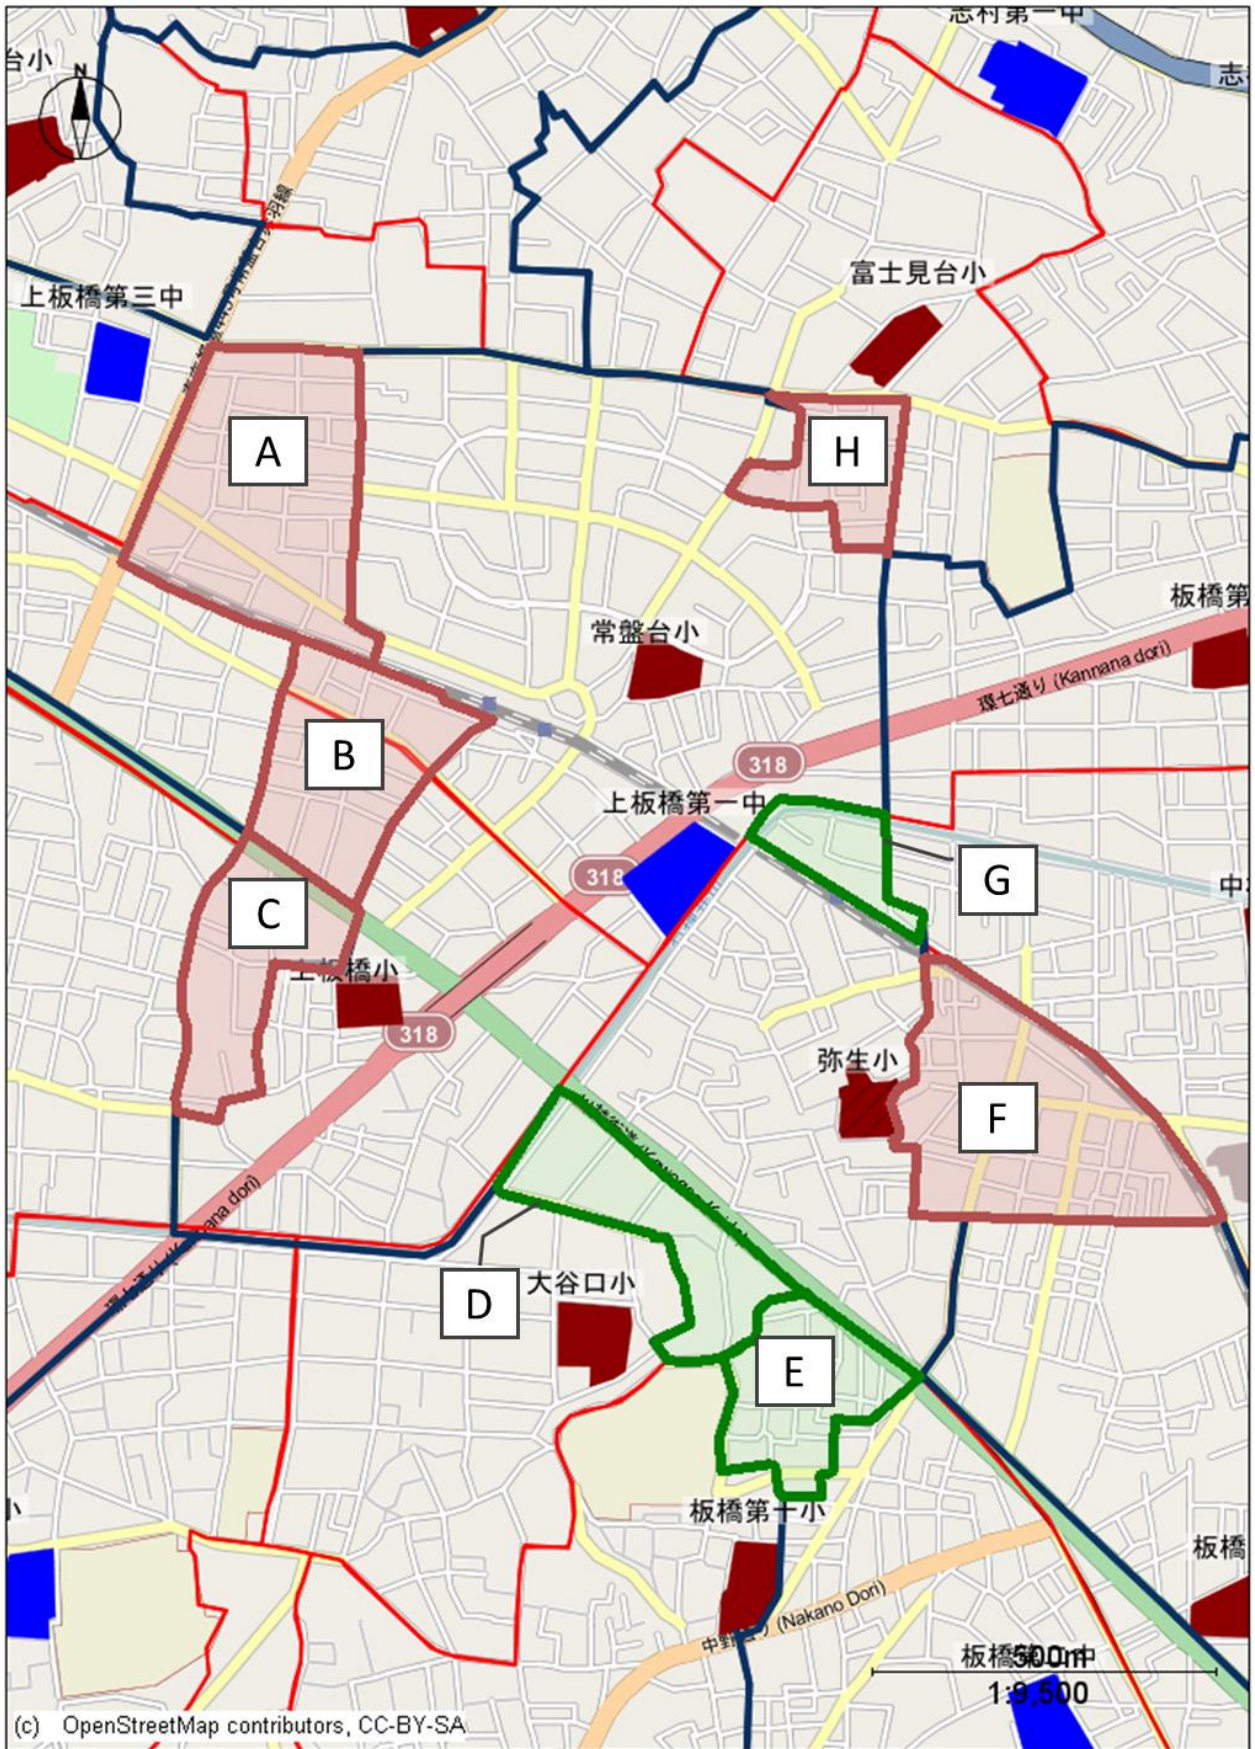 志村第一中
台小
志
N
富士見台小
上板橋第三中
A
H
板橋第
常盤台小
環七通り (Kannana dori)
B
318
上板橋第一中
318
G
中
C
上板橋小
318
弥生小
F
D
大谷口小
E
板橋第十小
小
板橋
中野通り (Nakano Dori)
500m
1:9,500
(c) OpenStreetMap contributors, CC-BY-SA